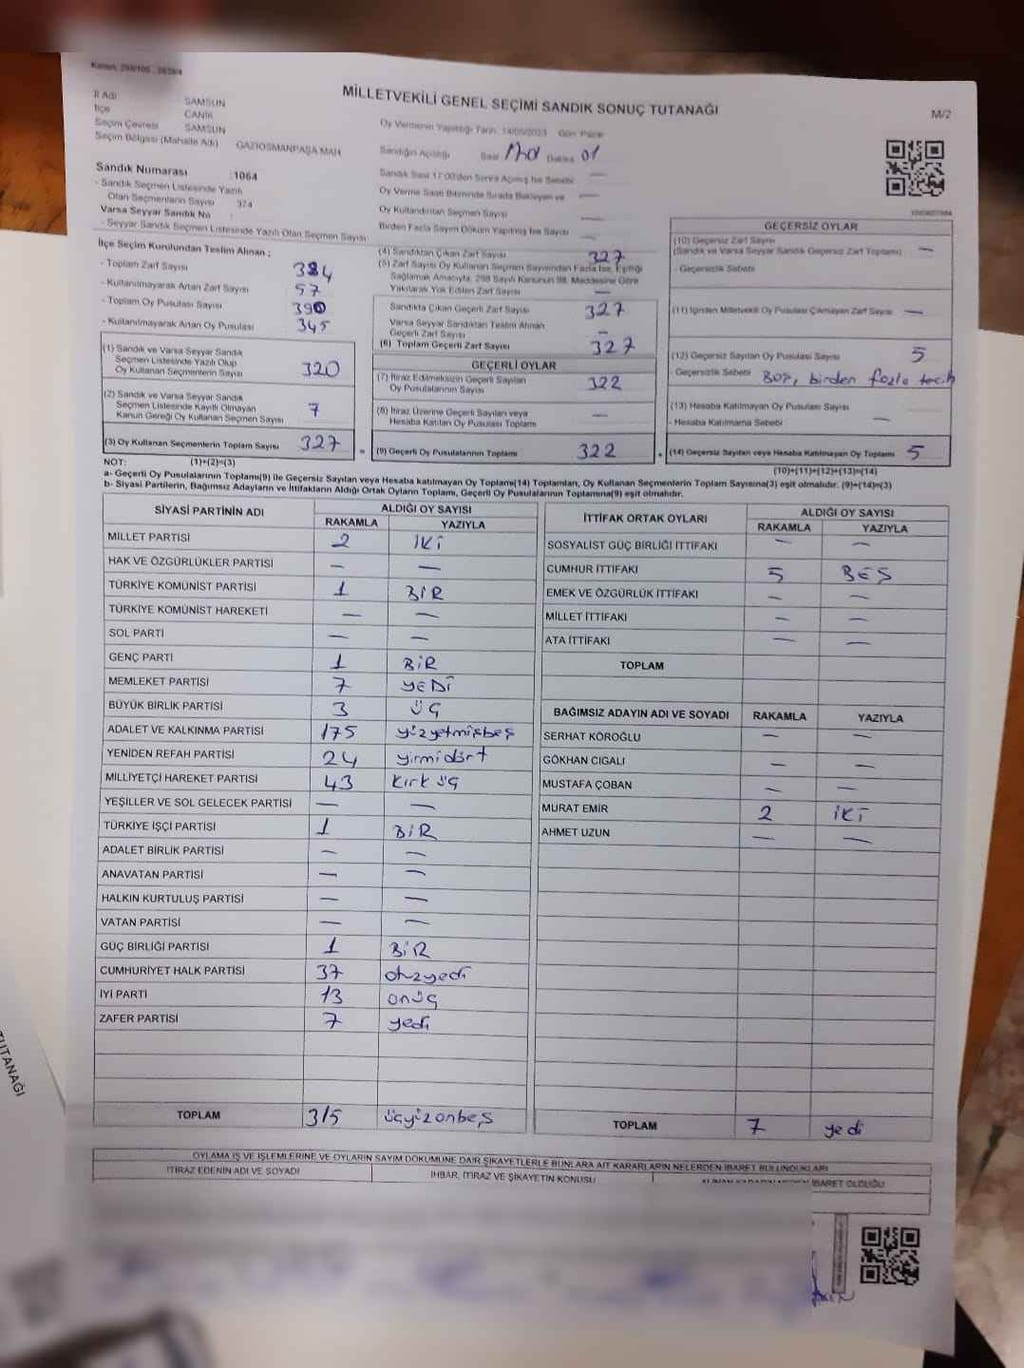 MİLLETVEKİLİ GENEL SEÇİMİ SANDIK SONUÇ TUTANAĞI
M/2
İl Adı SAMSUN
İlçe CANİK
Seçim Çevresi SAMSUN
Seçim Bölgesi (Mahalle Adı) GAZİOSMANPAŞA MAH
Oy Vermenin Yapıldığı Tarih 14/05/2023 Gün Pazar
Sandığın Açıldığı Saat Dakika 01
Sandık Numarası :1064
- Sandık Seçmen Listesinde Yazılı
Olan Seçmenlerin Sayısı 374
Varsa Seyyar Sandık No :
- Seyyar Sandık Seçmen Listesinde Yazılı Olan Seçmen Sayısı
Sandık Saat 17:00'den Sonra Açılmış İse Sebebi —
Oy Verme Saati Bitiminde Sırada Bekleyen ve —
Oy Kullandırılan Seçmen Sayısı —
Birden Fazla Sayım Döküm Yapılmış İse Sayısı —
İlçe Seçim Kurulundan Teslim Alınan ;
- Toplam Zarf Sayısı 384
- Kullanılmayarak Artan Zarf Sayısı 57
- Toplam Oy Pusulası Sayısı 390
- Kullanılmayarak Artan Oy Pusulası 345
(1) Sandık ve Varsa Seyyar Sandık
Seçmen Listesinde Yazılı Olup
Oy Kullanan Seçmenlerin Sayısı 320
(2) Sandık ve Varsa Seyyar Sandık
Seçmen Listesinde Kayıtlı Olmayan
Kanun Gereği Oy Kullanan Seçmen Sayısı 7
(3) Oy Kullanan Seçmenlerin Toplam Sayısı 327
(4) Sandıktan Çıkan Zarf Sayısı 327
(5) Zarf Sayısı Oy Kullanan Seçmen Sayısından Fazla İse, Eşitliği
Sağlamak Amacıyla, 298 Sayılı Kanunun 98. Maddesine Göre
Yakılarak Yok Edilen Zarf Sayısı —
Sandıkta Çıkan Geçerli Zarf Sayısı 327
Varsa Seyyar Sandıktan Teslim Alınan
Geçerli Zarf Sayısı —
(6) Toplam Geçerli Zarf Sayısı 327
GEÇERLİ OYLAR
(7) İtiraz Edilmeksizin Geçerli Sayılan
Oy Pusulalarının Sayısı 322
(8) İtiraz Üzerine Geçerli Sayılan veya
Hesaba Katılan Oy Pusulası Toplamı —
(9) Geçerli Oy Pusulalarının Toplamı 322
GEÇERSİZ OYLAR
(10) Geçersiz Zarf Sayısı
(Sandık ve Varsa Seyyar Sandık Geçersiz Zarf Toplamı) —
- Geçersizlik Sebebi
(11) İçinden Milletvekili Oy Pusulası Çıkmayan Zarf Sayısı —
(12) Geçersiz Sayılan Oy Pusulası Sayısı 5
- Geçersizlik Sebebi Boş, birden fazla tercih
(13) Hesaba Katılmayan Oy Pusulası Sayısı
- Hesaba Katılmama Sebebi —
(14) Geçersiz Sayılan veya Hesaba Katılmayan Oy Toplamı 5
NOT: (1)+(2)=(3) (10)+(11)+(12)+(13)=(14)
a- Geçerli Oy Pusulalarının Toplamı(9) ile Geçersiz Sayılan veya Hesaba katılmayan Oy Toplamı(14) Toplamları, Oy Kullanan Seçmenlerin Toplam Sayısına(3) eşit olmalıdır. (9)+(14)=(3)
b- Siyasi Partilerin, Bağımsız Adayların ve İttifakların Aldığı Ortak Oyların Toplamı, Geçerli Oy Pusulalarının Toplamına(9) eşit olmalıdır.
SİYASİ PARTİNİN ADI ALDIĞI OY SAYISI
RAKAMLA YAZIYLA
MİLLET PARTİSİ 2 İKİ
HAK VE ÖZGÜRLÜKLER PARTİSİ — —
TÜRKİYE KOMÜNİST PARTİSİ 1 BİR
TÜRKİYE KOMÜNİST HAREKETİ — —
SOL PARTİ — —
GENÇ PARTİ 1 BİR
MEMLEKET PARTİSİ 7 YEDİ
BÜYÜK BİRLİK PARTİSİ 3 ÜÇ
ADALET VE KALKINMA PARTİSİ 175 yüzyetmişbeş
YENİDEN REFAH PARTİSİ 24 yirmidört
MİLLİYETÇİ HAREKET PARTİSİ 43 kırk üç
YEŞİLLER VE SOL GELECEK PARTİSİ — —
TÜRKİYE İŞÇİ PARTİSİ 1 BİR
ADALET BİRLİK PARTİSİ — —
ANAVATAN PARTİSİ — —
HALKIN KURTULUŞ PARTİSİ — —
VATAN PARTİSİ — —
GÜÇ BİRLİĞİ PARTİSİ 1 BİR
CUMHURİYET HALK PARTİSİ 37 otuzyedi
İYİ PARTİ 13 onüç
ZAFER PARTİSİ 7 yedi
TOPLAM 315 üçyüzonbeş
İTTİFAK ORTAK OYLARI ALDIĞI OY SAYISI
RAKAMLA YAZIYLA
SOSYALİST GÜÇ BİRLİĞİ İTTİFAKI — —
CUMHUR İTTİFAKI 5 BEŞ
EMEK VE ÖZGÜRLÜK İTTİFAKI — —
MİLLET İTTİFAKI — —
ATA İTTİFAKI — —
TOPLAM
BAĞIMSIZ ADAYIN ADI VE SOYADI RAKAMLA YAZIYLA
SERHAT KÖROĞLU — —
GÖKHAN CIGALI — —
MUSTAFA ÇOBAN — —
MURAT EMİR 2 İKİ
AHMET UZUN — —
TOPLAM 7 yedi
OYLAMA İŞ VE İŞLEMLERİNE VE OYLARIN SAYIM DÖKÜMÜNE DAİR ŞİKAYETLERLE BUNLARA AİT KARARLARIN NELERDEN İBARET BULUNDUKLARI
İTİRAZ EDENİN ADI VE SOYADI İHBAR, İTİRAZ VE ŞİKAYETİN KONUSU İBARET OLDUĞU
TUTANAĞI